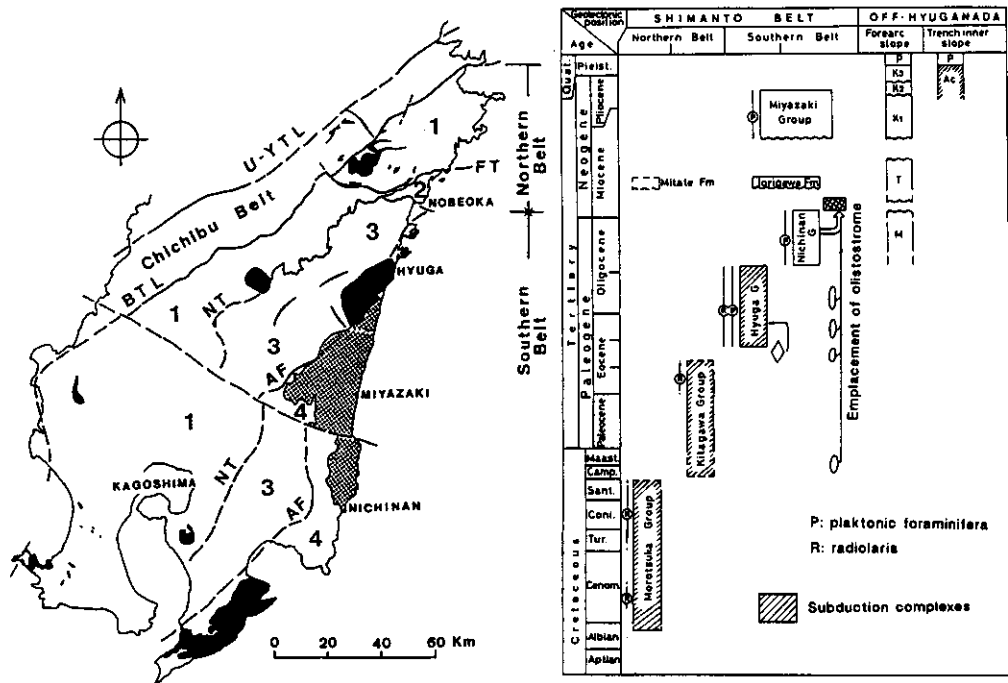 U-YTL
Chichibu Belt
BTL
NT
1
1
1
2
3
3
3
4
4
FT
NOBEOKA
HYUGA
AF
MIYAZAKI
KAGOSHIMA
NT
AF
NICHINAN
Northern
Belt
Southern
Belt
0 20 40 60 Km
Geotectonic
position
Age
SHIMANTO BELT
OFF-HYUGANADA
Northern Belt
Southern Belt
Forearc
slope
Trench inner
slope
Quat.
Pleist.
Tertiary
Neogene
Pliocene
Miocene
Paleogene
Oligocene
Eocene
Paleocene
Cretaceous
Maast.
Camp.
Sant.
Coni.
Tur.
Cenom.
Albian
Aptian
P
P
K3
K2
K1
Ac
T
M
P
Miyazaki
Group
Mitate Fm
R
Nichinan
G
R R
Hyuga G
R
Kitagawa Group
R
R
Morotsuka Group
Emplacement of olistostrome
P: plaktonic foraminifera
R: radiolaris
Subduction complexes